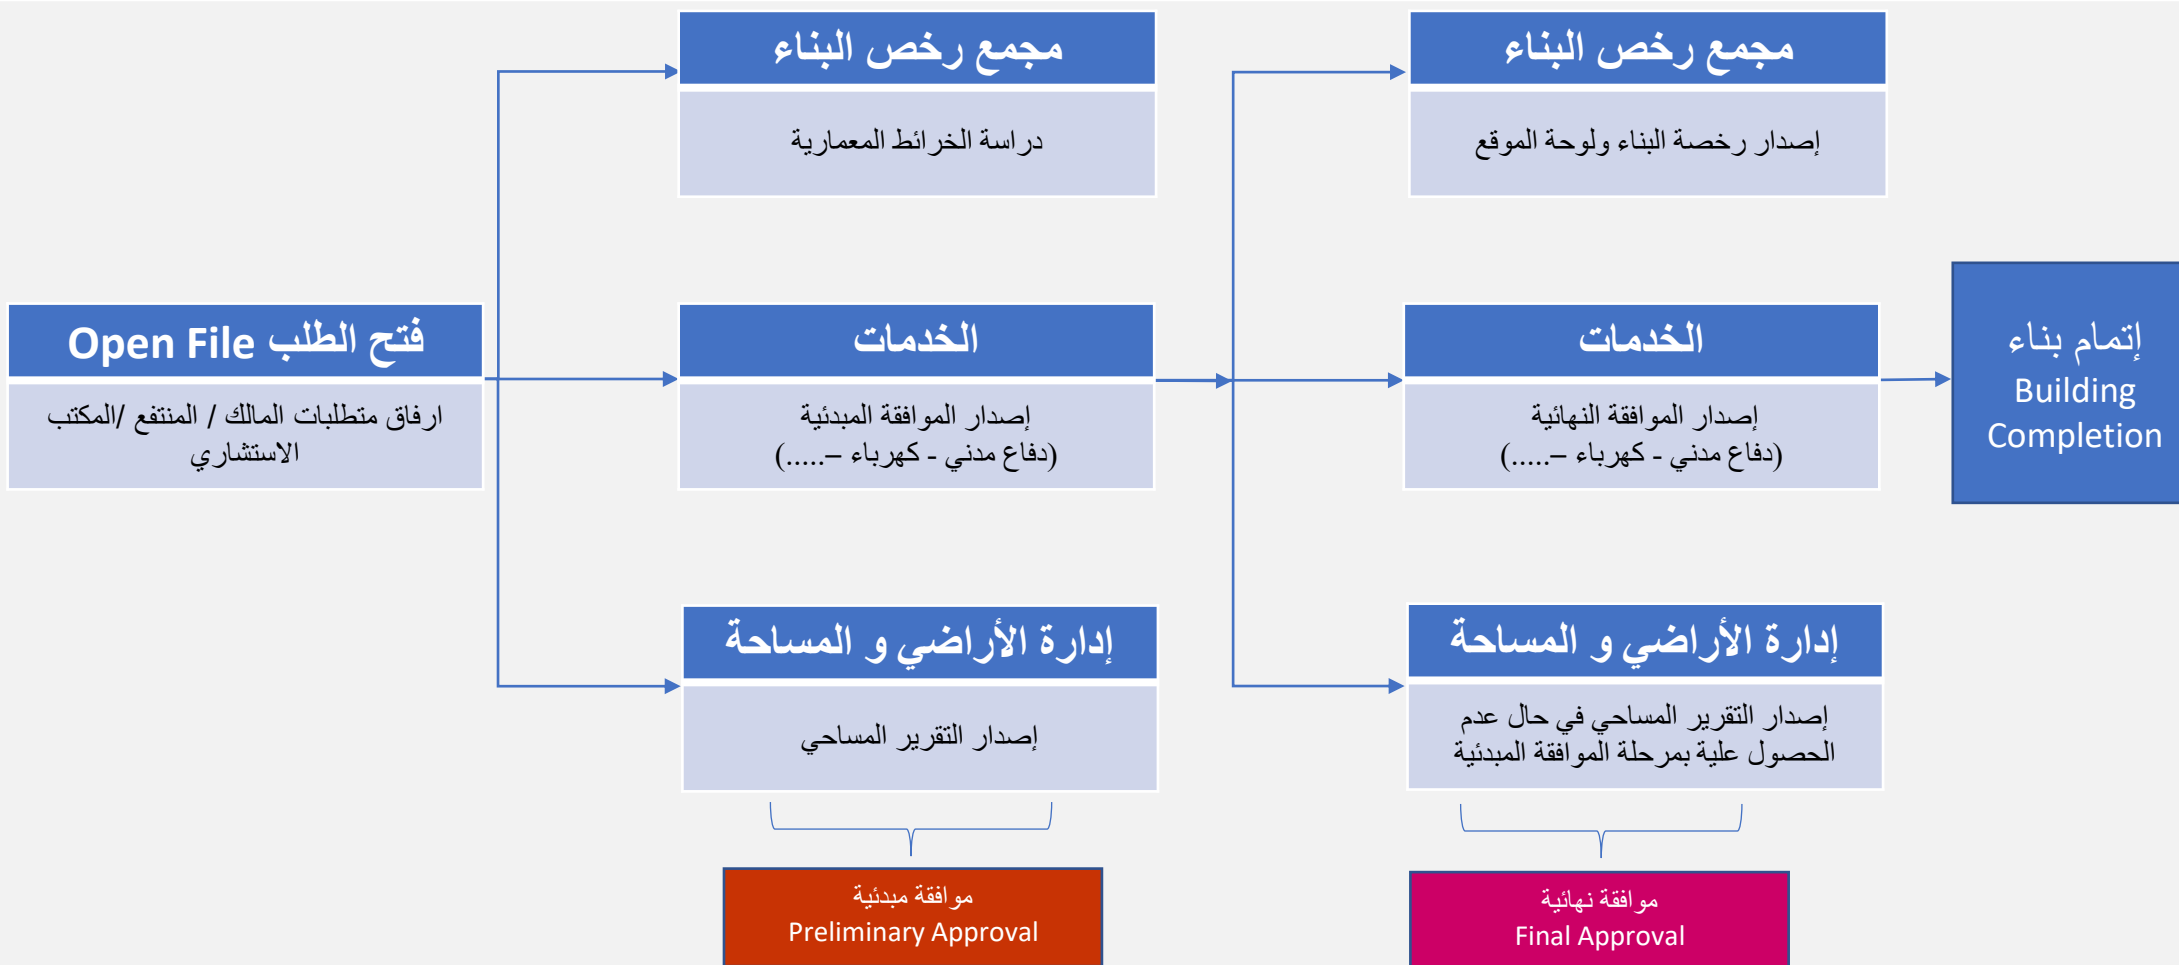 فتح الطلب Open File
ارفاق متطلبات المالك / المنتفع /المكتب
الاستشاري
مجمع رخص البناء
دراسة الخرائط المعمارية
الخدمات
إصدار الموافقة المبدئية
(دفاع مدني - كهرباء –.....)
إدارة الأراضي و المساحة
إصدار التقرير المساحي
موافقة مبدئية
Preliminary Approval
مجمع رخص البناء
إصدار رخصة البناء ولوحة الموقع
الخدمات
إصدار الموافقة النهائية
(دفاع مدني - كهرباء –.....)
إدارة الأراضي و المساحة
إصدار التقرير المساحي في حال عدم
الحصول علية بمرحلة الموافقة المبدئية
موافقة نهائية
Final Approval
إتمام بناء
Building
Completion